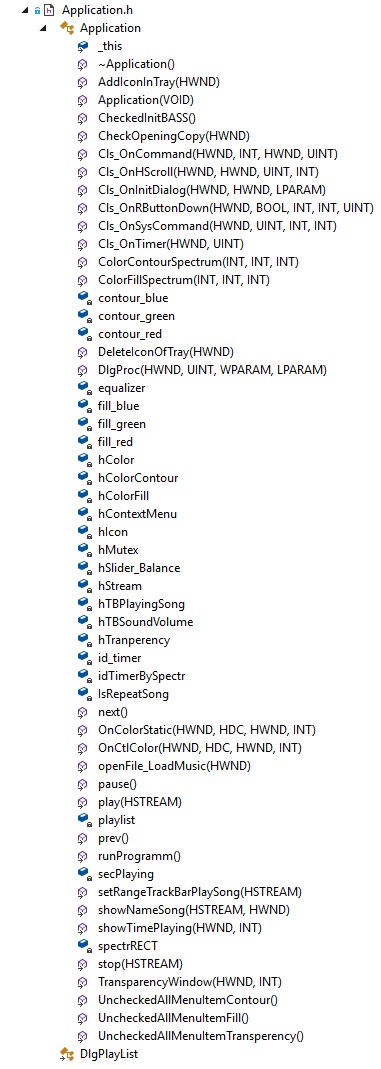 Application.h
Application
_this
~Application()
AddIconInTray(HWND)
Application(VOID)
CheckedInitBASS()
CheckOpeningCopy(HWND)
Cls_OnCommand(HWND, INT, HWND, UINT)
Cls_OnHScroll(HWND, HWND, UINT, INT)
Cls_OnInitDialog(HWND, HWND, LPARAM)
Cls_OnRButtonDown(HWND, BOOL, INT, INT, UINT)
Cls_OnSysCommand(HWND, UINT, INT, INT)
Cls_OnTimer(HWND, UINT)
ColorContourSpectrum(INT, INT, INT)
ColorFillSpectrum(INT, INT, INT)
contour_blue
contour_green
contour_red
DeleteIconOfTray(HWND)
DlgProc(HWND, UINT, WPARAM, LPARAM)
equalizer
fill_blue
fill_green
fill_red
hColor
hColorContour
hColorFill
hContextMenu
hIcon
hMutex
hSlider_Balance
hStream
hTBPlayingSong
hTBSoundVolume
hTranperency
id_timer
idTimerBySpectr
IsRepeatSong
next()
OnColorStatic(HWND, HDC, HWND, INT)
OnCtlColor(HWND, HDC, HWND, INT)
openFile_LoadMusic(HWND)
pause()
play(HSTREAM)
playlist
prev()
runProgramm()
secPlaying
setRangeTrackBarPlaySong(HSTREAM)
showNameSong(HSTREAM, HWND)
showTimePlaying(HWND, INT)
spectrRECT
stop(HSTREAM)
TransparencyWindow(HWND, INT)
UncheckedAllMenuItemContour()
UncheckedAllMenuItemFill()
UncheckedAllMenuItemTransperency()
DlgPlayList